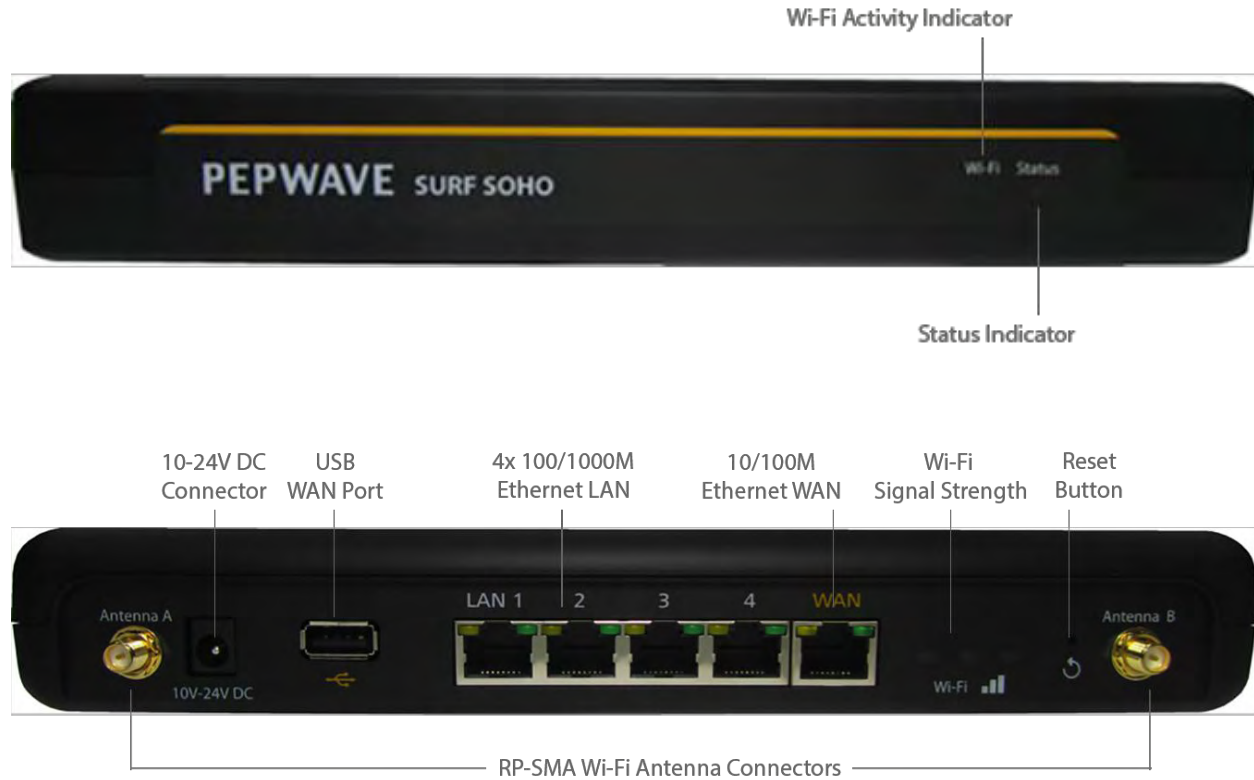 Wi-Fi Activity Indicator
PEPWAVE SURF SOHO
Wi-Fi Status
Status Indicator
10-24V DC
Connector
USB
WAN Port
4x 100/1000M
Ethernet LAN
10/100M
Ethernet WAN
Wi-Fi
Signal Strength
Reset
Button
Antenna A
LAN 1 2 3 4 WAN
Antenna B
10V-24V DC
Wi-Fi
RP-SMA Wi-Fi Antenna Connectors